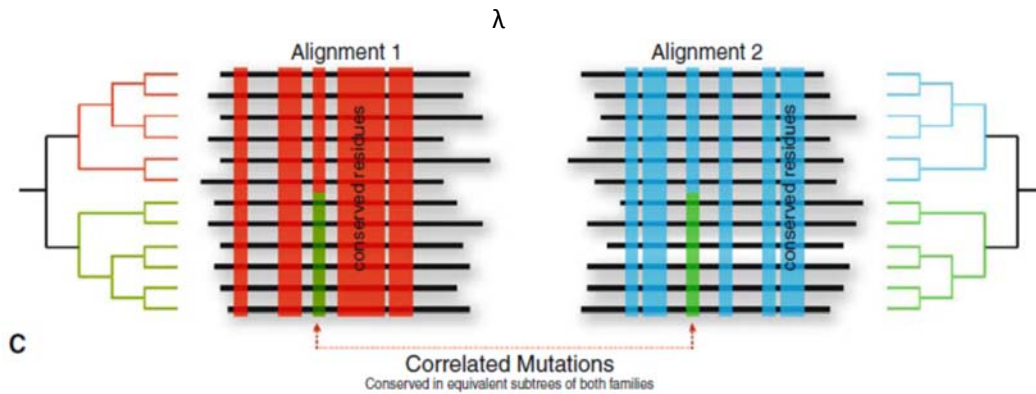 λ
Alignment 1
Alignment 2
conserved residues
conserved residues
C
Correlated Mutations
Conserved in equivalent subtrees of both families